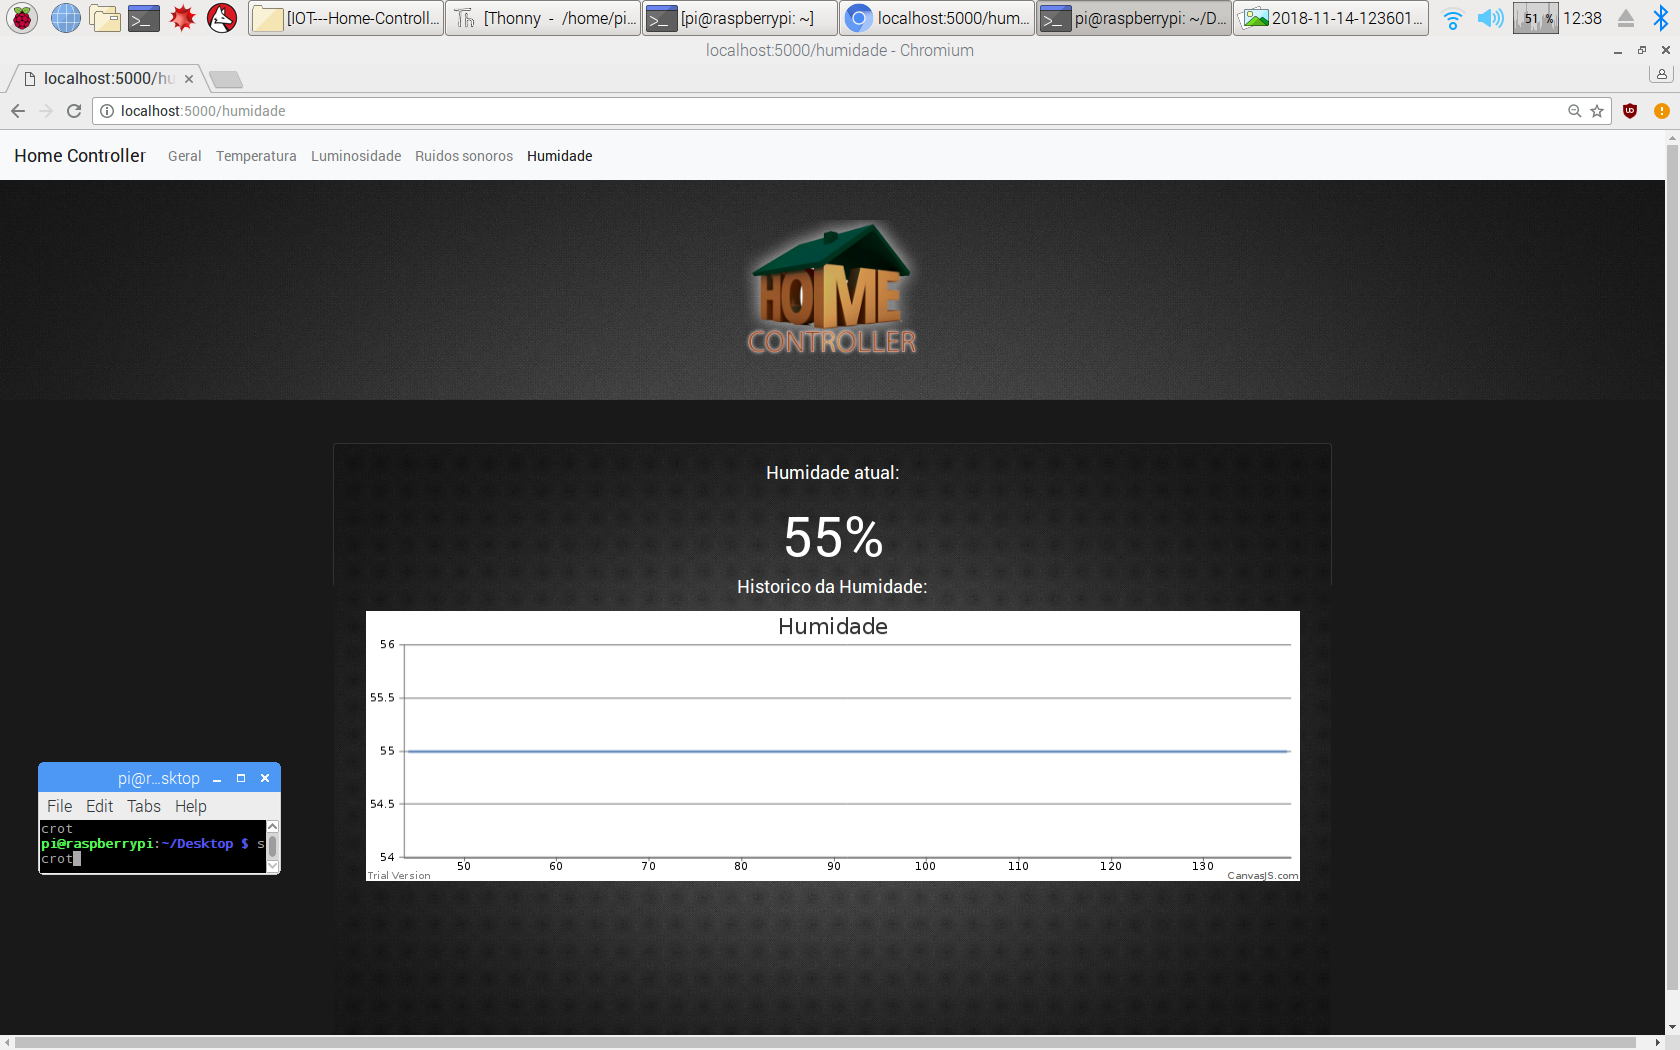 [IOT---Home-Controll... [Thonny - /home/pi... [pi@raspberrypi: ~] localhost:5000/hum... pi@raspberrypi: ~/D... 2018-11-14-123601... 51 % 12:38
localhost:5000/humidade - Chromium
localhost:5000/hu
localhost:5000/humidade
Home Controller Geral Temperatura Luminosidade Ruidos sonoros Humidade
HOME
CONTROLLER
Humidade atual:
55%
Historico da Humidade:
Humidade
56
55.5
55
54.5
54
50 60 70 80 90 100 110 120 130
Trial Version CanvasJS.com
pi@r...sktop
File Edit Tabs Help
crot
pi@raspberrypi:~/Desktop $ s
crot